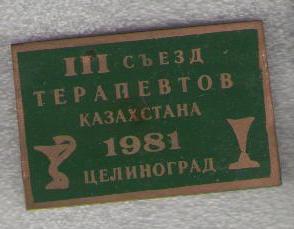 III СЪЕЗД
ТЕРАПЕВТОВ
КАЗАХСТАНА
1981
ЦЕЛИНОГРАД